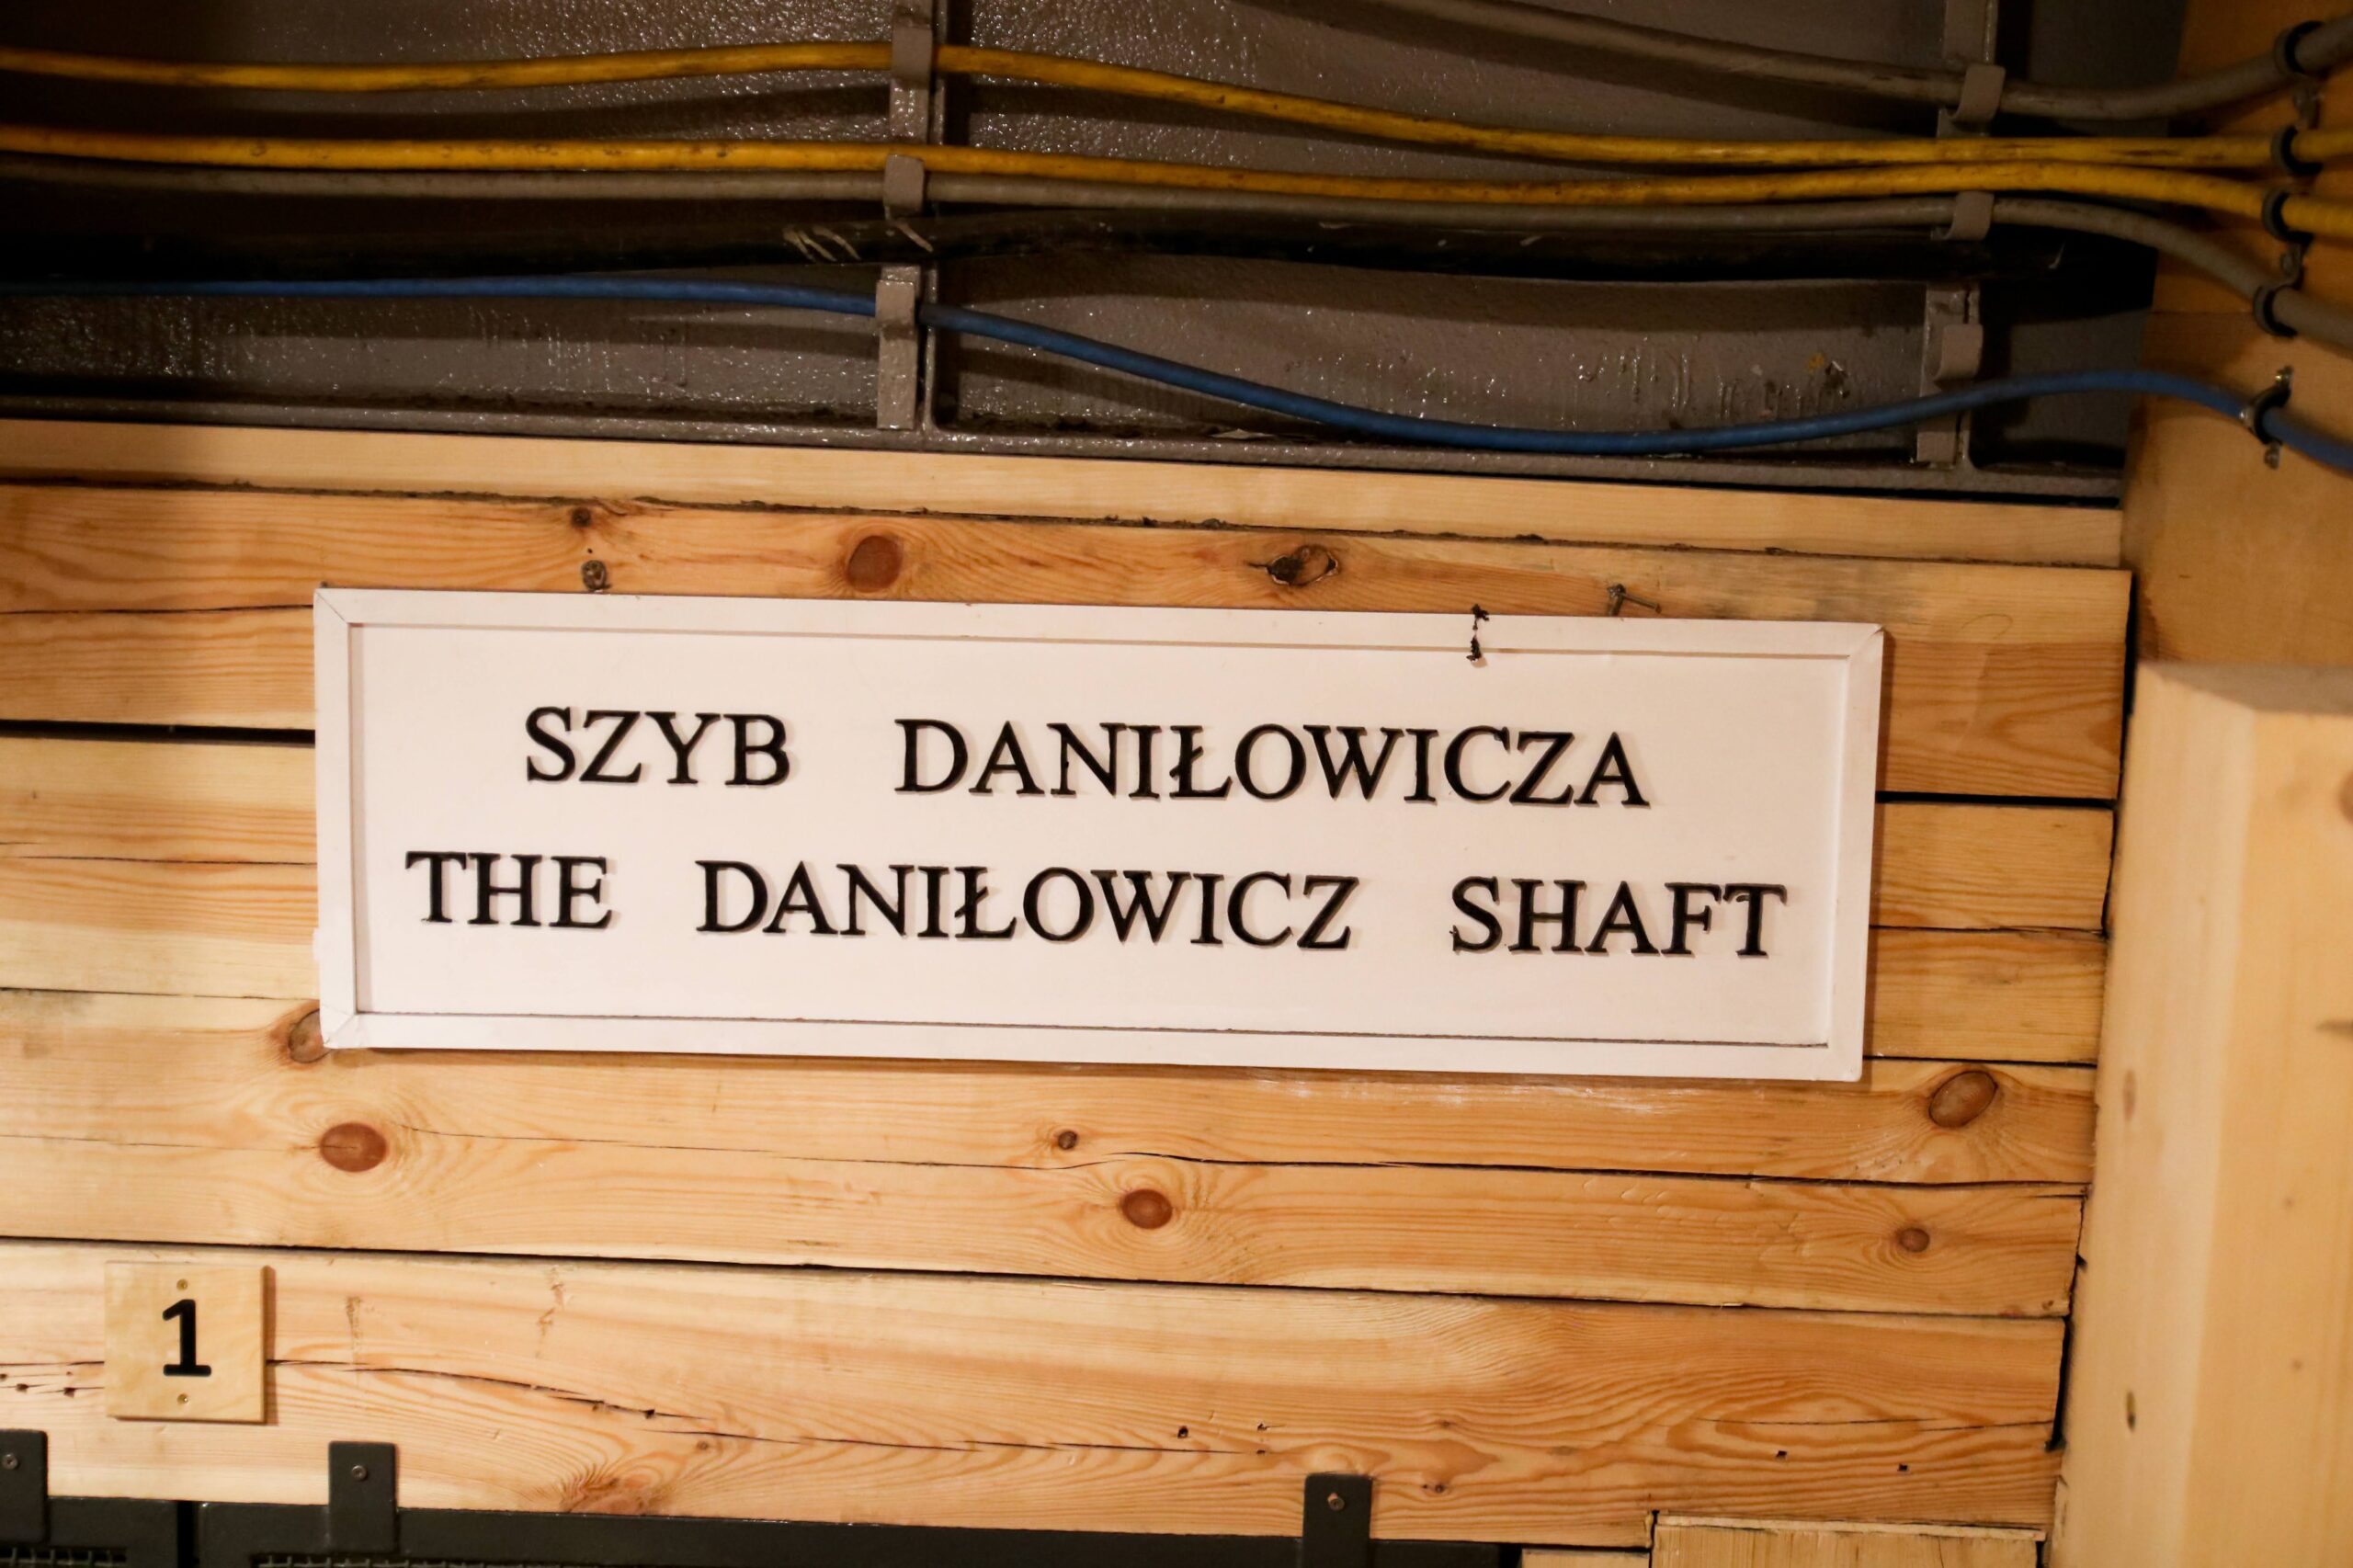 SZYB DANIŁOWICZA
THE DANIŁOWICZ SHAFT
1